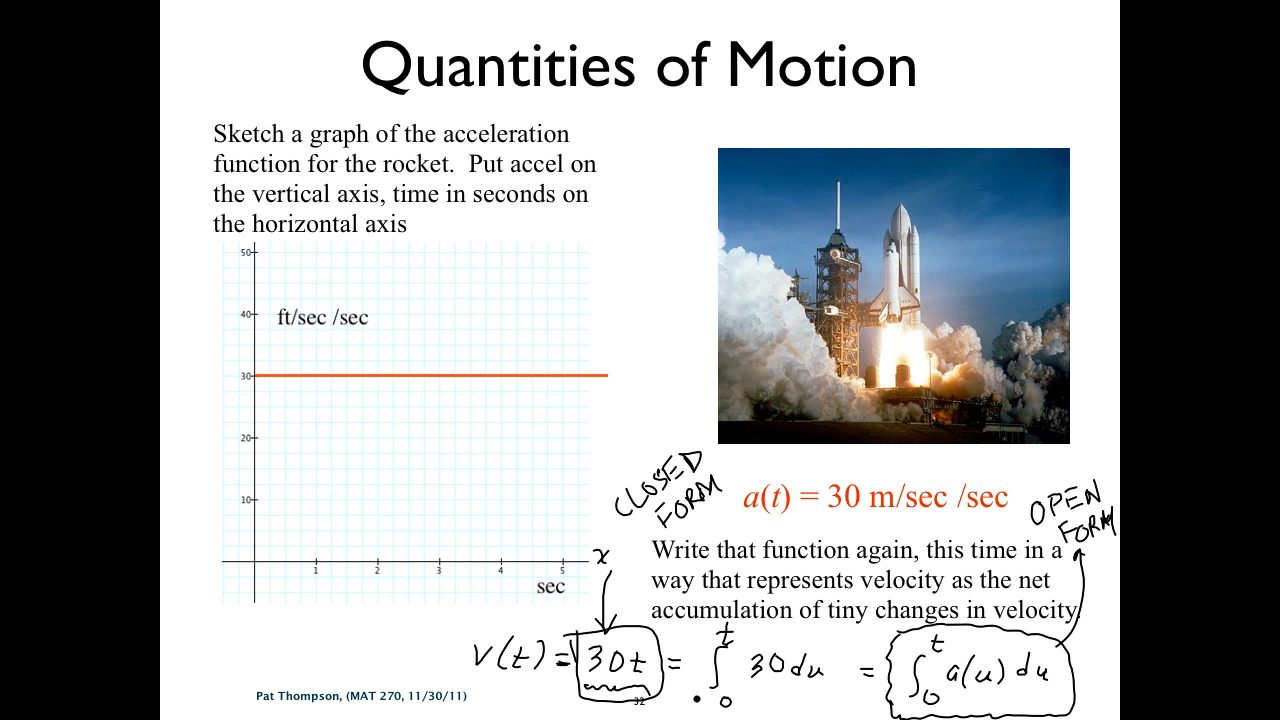 Quantities of Motion
Sketch a graph of the acceleration
function for the rocket. Put accel on
the vertical axis, time in seconds on
the horizontal axis
50
40
ft/sec /sec
30
20
10
1 2 3 4 5
sec
CLOSED
FORM
a(t) = 30 m/sec /sec
OPEN
FORM
Write that function again, this time in a
way that represents velocity as the net
accumulation of tiny changes in velocity.
x
v(t) = 30t = ∫₀ᵗ 30 du = ∫₀ᵗ a(u) du
Pat Thompson, (MAT 270, 11/30/11)
32